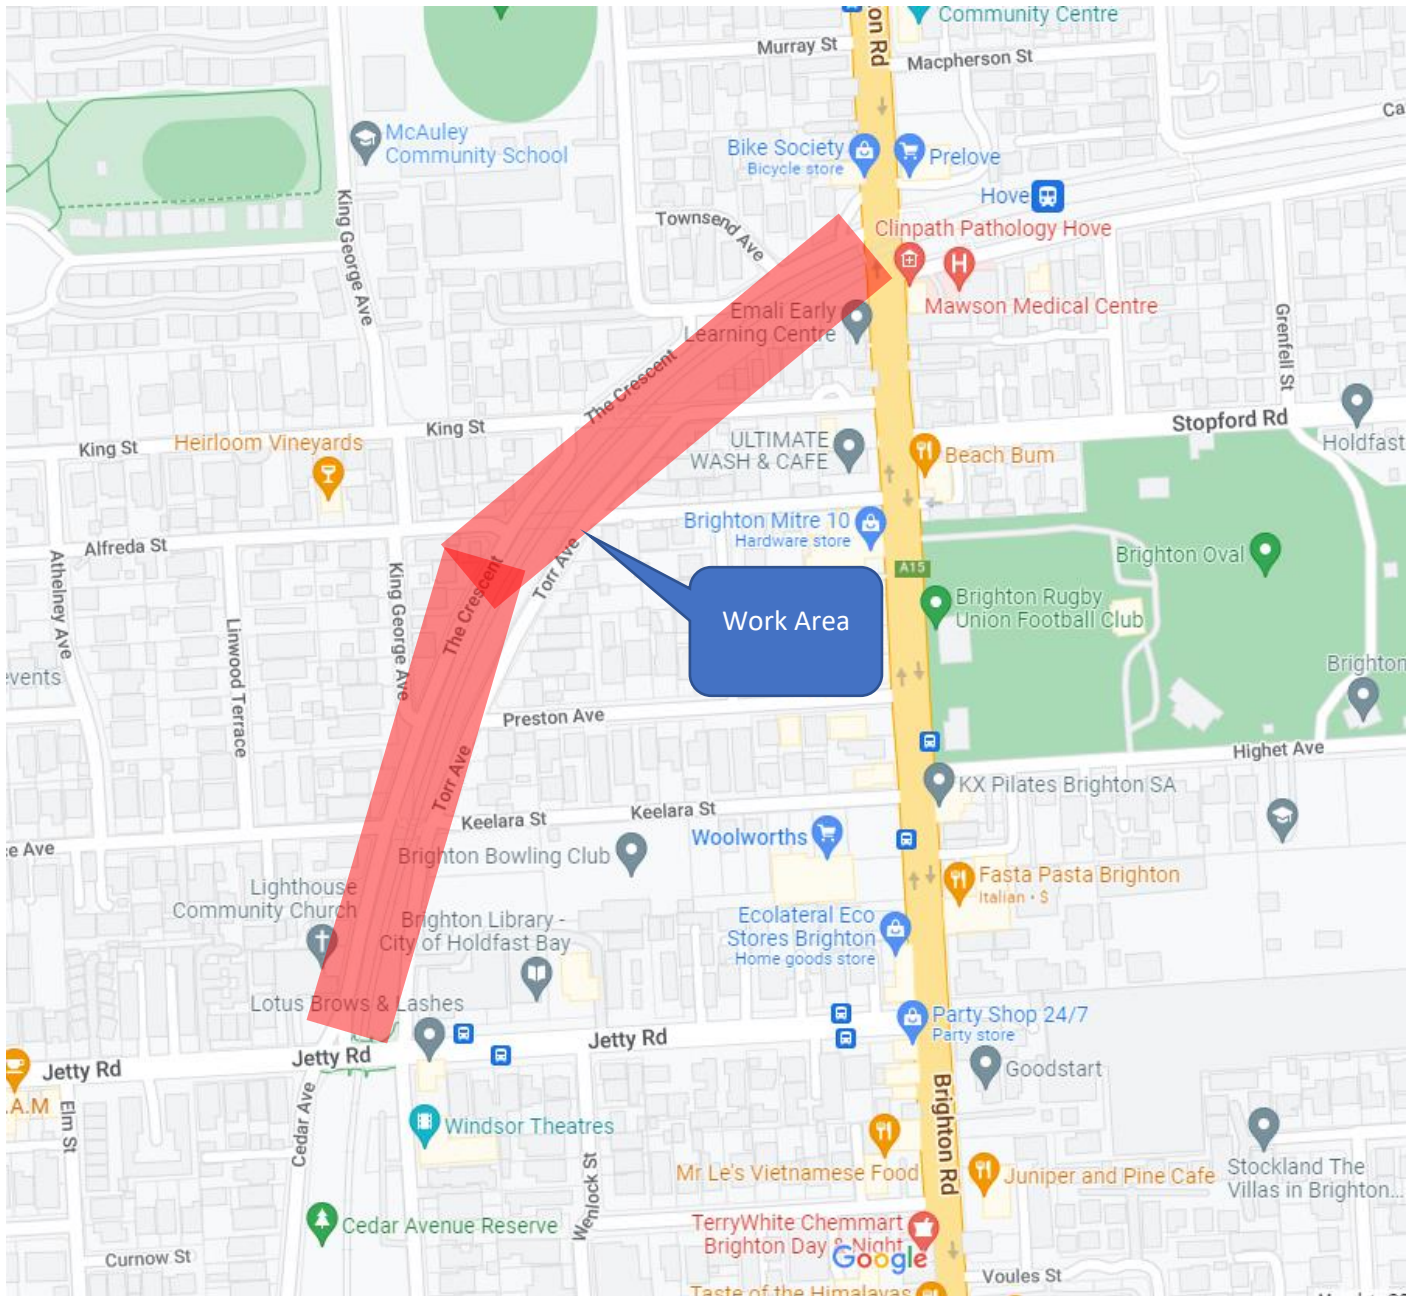 on Rd
Community Centre
Murray St
Macpherson St
Ca
McAuley
Community School
Bike Society
Bicycle store
Prelove
Hove
King George Ave
Townsend Ave
Clinpath Pathology Hove
H
Mawson Medical Centre
Emali Early
Learning Centre
Grenfell St
The Crescent
Stopford Rd
King St
King St
Heirloom Vineyards
ULTIMATE
WASH & CAFE
Beach Bum
Holdfast
Brighton Mitre 10
Hardware store
Alfreda St
Athelney Ave
Brighton Oval
A15
The Crescent
Torr Ave
King George Ave
Linwood Terrace
Work Area
Brighton Rugby
Union Football Club
events
Brighton
Preston Ave
Highet Ave
Torr Ave
KX Pilates Brighton SA
Keelara St
Keelara St
Woolworths
e Ave
Brighton Bowling Club
Fasta Pasta Brighton
Italian · $
Lighthouse
Community Church
Brighton Library -
City of Holdfast Bay
Ecolateral Eco
Stores Brighton
Home goods store
Lotus Brows & Lashes
Party Shop 24/7
Party store
Jetty Rd
Jetty Rd
Jetty Rd
Goodstart
.A.M
Elm St
Cedar Ave
Brighton Rd
Windsor Theatres
Wenlock St
Mr Le's Vietnamese Food
Juniper and Pine Cafe
Stockland The
Villas in Brighton...
Cedar Avenue Reserve
TerryWhite Chemmart
Brighton Day & Night
Google
Curnow St
Voules St
Taste of the Himalayas